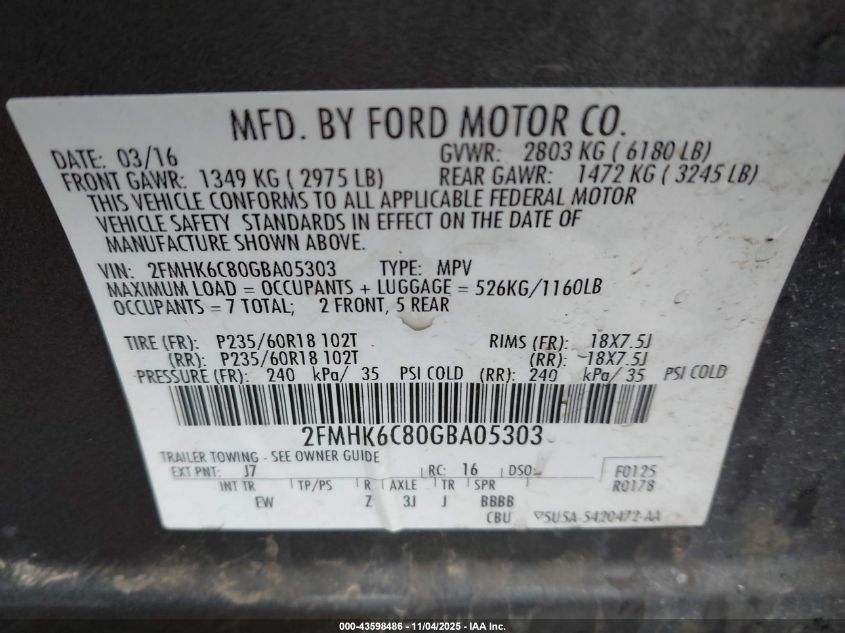 MFD. BY FORD MOTOR CO.
DATE: 03/16 GVWR: 2803 KG ( 6180 LB)
FRONT GAWR: 1349 KG ( 2975 LB) REAR GAWR: 1472 KG ( 3245 LB)
THIS VEHICLE CONFORMS TO ALL APPLICABLE FEDERAL MOTOR
VEHICLE SAFETY STANDARDS IN EFFECT ON THE DATE OF
MANUFACTURE SHOWN ABOVE.
VIN: 2FMHK6C80GBA05303 TYPE: MPV
MAXIMUM LOAD = OCCUPANTS + LUGGAGE = 526KG/1160LB
OCCUPANTS = 7 TOTAL; 2 FRONT, 5 REAR
TIRE (FR): P235/60R18 102T RIMS (FR): 18X7.5J
(RR): P235/60R18 102T (RR): 18X7.5J
PRESSURE (FR): 240 kPa/ 35 PSI COLD (RR): 240 kPa/ 35 PSI COLD
2FMHK6C80GBA05303
TRAILER TOWING - SEE OWNER GUIDE
EXT PNT: J7 RC: 16 DSO: F0125
INT TR TP/PS R AXLE TR SPR R0178
EW Z 3J J BBBB
CBU SU5A-5420472-AA
000-43598486 - 11/04/2025 - IAA Inc.